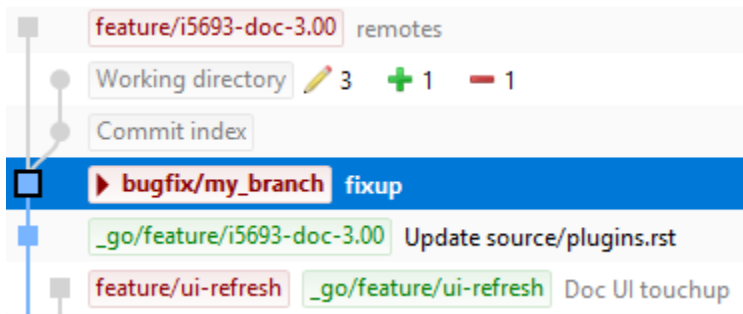 feature/i5693-doc-3.00 remotes
Working directory 3 1 1
Commit index
bugfix/my_branch fixup
_go/feature/i5693-doc-3.00 Update source/plugins.rst
feature/ui-refresh _go/feature/ui-refresh Doc UI touchup